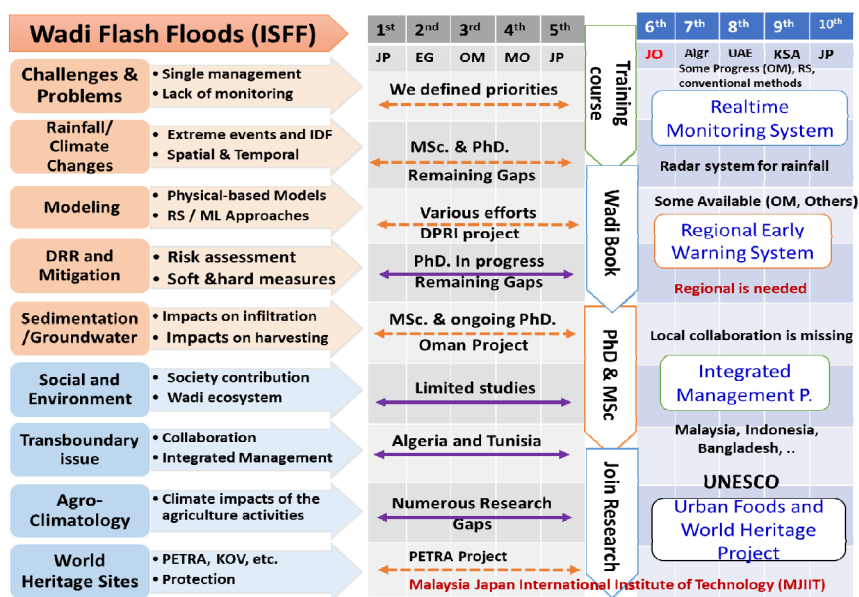 Wadi Flash Floods (ISFF)
1st 2nd 3rd 4th 5th
JP EG OM MO JP
6th 7th 8th 9th 10th
JO Algr UAE KSA JP
Challenges &
Problems
• Single management
• Lack of monitoring
We defined priorities
Training
course
Some Progress (OM), RS,
conventional methods
Realtime
Monitoring System
Rainfall/
Climate
Changes
• Extreme events and IDF
• Spatial & Temporal
MSc. & PhD.
Remaining Gaps
Radar system for rainfall
Modeling
• Physical-based Models
• RS / ML Approaches
Various efforts
DPRI project
Wadi Book
Some Available (OM, Others)
Regional Early
Warning System
DRR and
Mitigation
• Risk assessment
• Soft &hard measures
PhD. In progress
Remaining Gaps
Regional is needed
Sedimentation
/Groundwater
• Impacts on infiltration
• Impacts on harvesting
MSc. & ongoing PhD.
Oman Project
PhD & MSc
Local collaboration is missing
Social and
Environment
• Society contribution
• Wadi ecosystem
Limited studies
Integrated
Management P.
Transboundary
issue
• Collaboration
• Integrated Management
Algeria and Tunisia
Malaysia, Indonesia,
Bangladesh, ..
Agro-
Climatology
• Climate impacts of the
agriculture activities
Numerous Research
Gaps
Join Research
UNESCO
Urban Foods and
World Heritage
Project
World
Heritage Sites
• PETRA, KOV, etc.
• Protection
PETRA Project
Malaysia Japan International Institute of Technology (MJIIT)